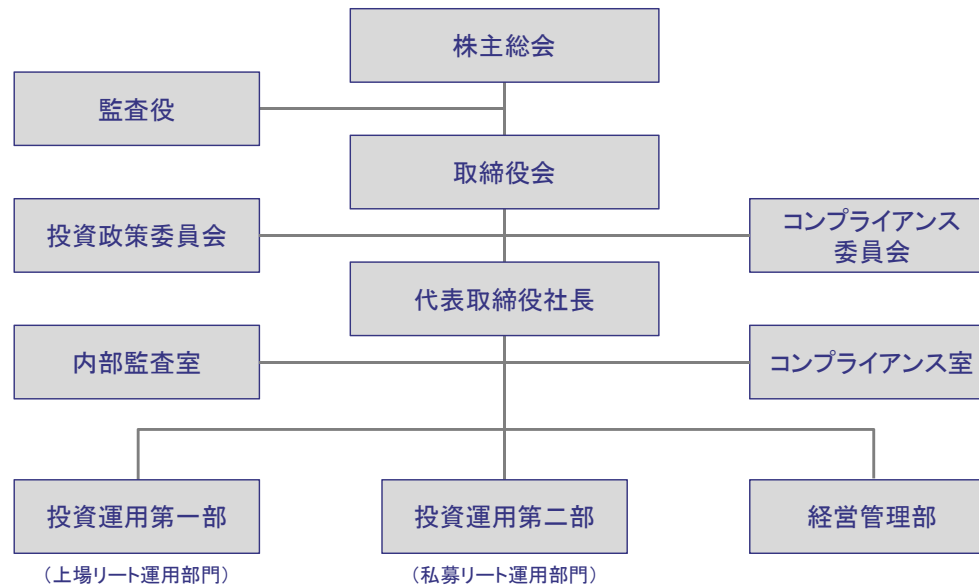 株主総会
監査役
取締役会
投資政策委員会
コンプライアンス
委員会
代表取締役社長
内部監査室
コンプライアンス室
投資運用第一部
投資運用第二部
経営管理部
（上場リート運用部門）
（私募リート運用部門）